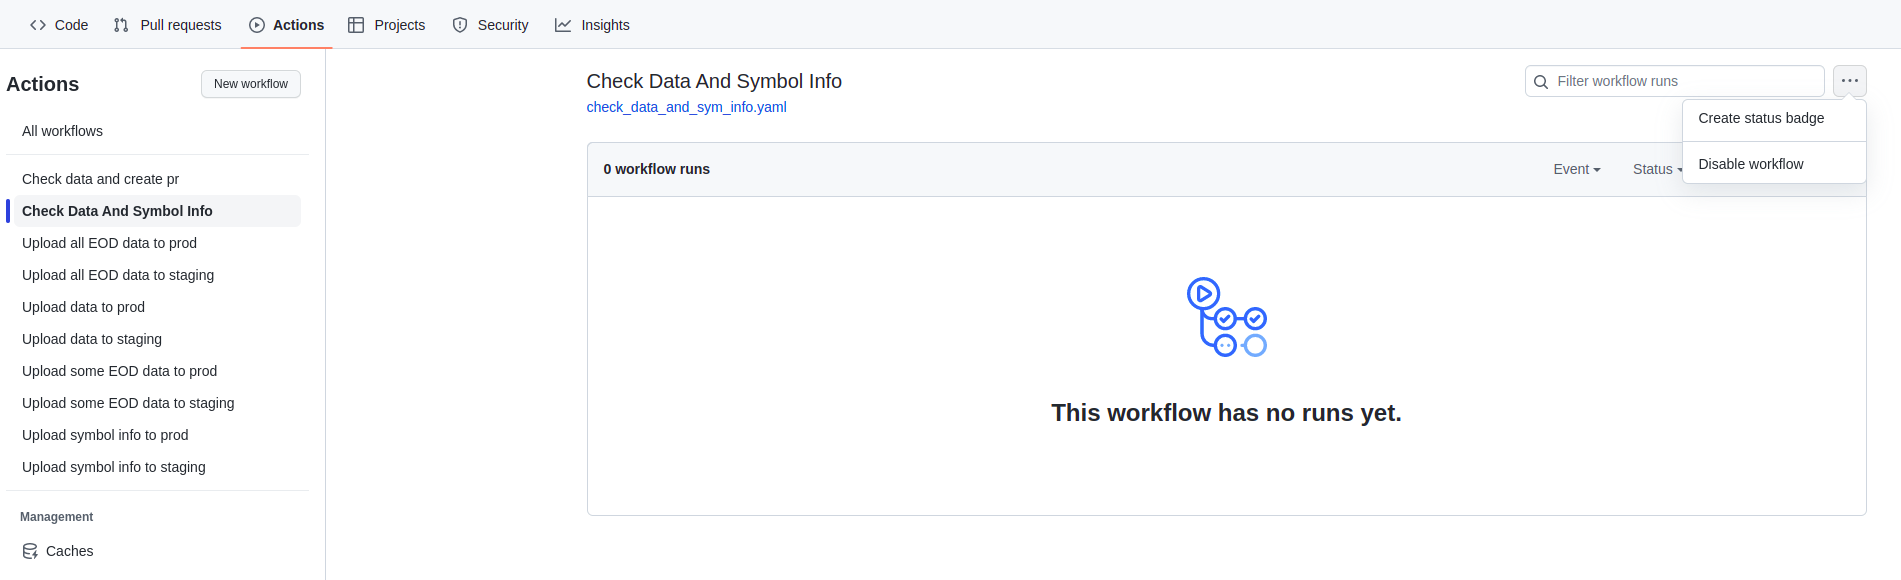 Code Pull requests Actions Projects Security Insights
Actions
New workflow
All workflows
Check data and create pr
Check Data And Symbol Info
Upload all EOD data to prod
Upload all EOD data to staging
Upload data to prod
Upload data to staging
Upload some EOD data to prod
Upload some EOD data to staging
Upload symbol info to prod
Upload symbol info to staging
Management
Caches
Check Data And Symbol Info
check_data_and_sym_info.yaml
Filter workflow runs
Create status badge
Disable workflow
0 workflow runs
Event Status
This workflow has no runs yet.